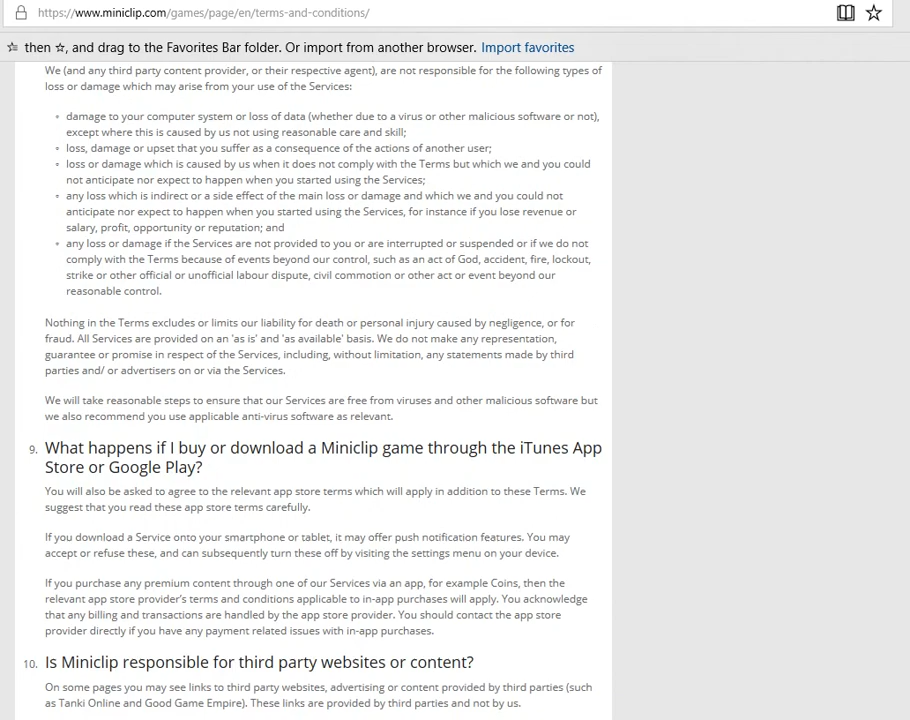 https://www.miniclip.com/games/page/en/terms-and-conditions/
then ☆, and drag to the Favorites Bar folder. Or import from another browser. Import favorites
We (and any third party content provider, or their respective agent), are not responsible for the following types of
loss or damage which may arise from your use of the Services:
• damage to your computer system or loss of data (whether due to a virus or other malicious software or not),
except where this is caused by us not using reasonable care and skill;
• loss, damage or upset that you suffer as a consequence of the actions of another user;
• loss or damage which is caused by us when it does not comply with the Terms but which we and you could
not anticipate nor expect to happen when you started using the Services;
• any loss which is indirect or a side effect of the main loss or damage and which we and you could not
anticipate nor expect to happen when you started using the Services, for instance if you lose revenue or
salary, profit, opportunity or reputation; and
• any loss or damage if the Services are not provided to you or are interrupted or suspended or if we do not
comply with the Terms because of events beyond our control, such as an act of God, accident, fire, lockout,
strike or other official or unofficial labour dispute, civil commotion or other act or event beyond our
reasonable control.
Nothing in the Terms excludes or limits our liability for death or personal injury caused by negligence, or for
fraud. All Services are provided on an 'as is' and 'as available' basis. We do not make any representation,
guarantee or promise in respect of the Services, including, without limitation, any statements made by third
parties and/ or advertisers on or via the Services.
We will take reasonable steps to ensure that our Services are free from viruses and other malicious software but
we also recommend you use applicable anti-virus software as relevant.
9. What happens if I buy or download a Miniclip game through the iTunes App
Store or Google Play?
You will also be asked to agree to the relevant app store terms which will apply in addition to these Terms. We
suggest that you read these app store terms carefully.
If you download a Service onto your smartphone or tablet, it may offer push notification features. You may
accept or refuse these, and can subsequently turn these off by visiting the settings menu on your device.
If you purchase any premium content through one of our Services via an app, for example Coins, then the
relevant app store provider's terms and conditions applicable to in-app purchases will apply. You acknowledge
that any billing and transactions are handled by the app store provider. You should contact the app store
provider directly if you have any payment related issues with in-app purchases.
10. Is Miniclip responsible for third party websites or content?
On some pages you may see links to third party websites, advertising or content provided by third parties (such
as Tanki Online and Good Game Empire). These links are provided by third parties and not by us.